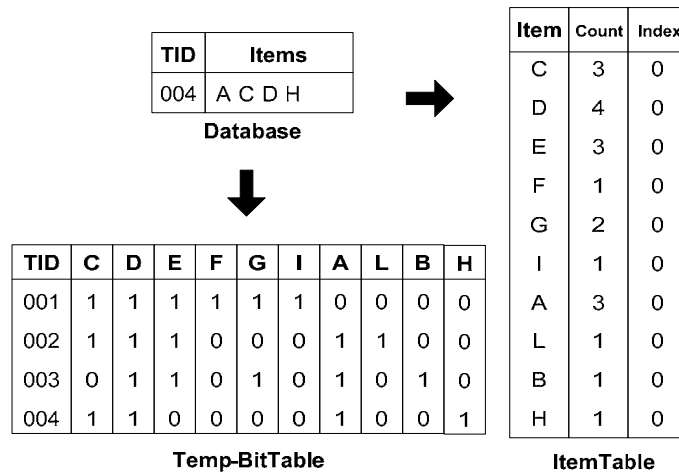 TID Items
004 A C D H
Database
Item Count Index
C 3 0
D 4 0
E 3 0
F 1 0
G 2 0
I 1 0
A 3 0
L 1 0
B 1 0
H 1 0
ItemTable
TID C D E F G I A L B H
001 1 1 1 1 1 1 0 0 0 0
002 1 1 1 0 0 0 1 1 0 0
003 0 1 1 0 1 0 1 0 1 0
004 1 1 0 0 0 0 1 0 0 1
Temp-BitTable